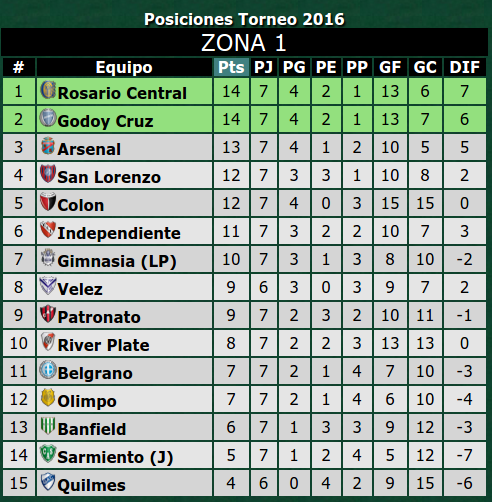 Posiciones Torneo 2016
ZONA 1
# Equipo Pts PJ PG PE PP GF GC DIF
1 Rosario Central 14 7 4 2 1 13 6 7
2 Godoy Cruz 14 7 4 2 1 13 7 6
3 Arsenal 13 7 4 1 2 10 5 5
4 San Lorenzo 12 7 3 3 1 10 8 2
5 Colon 12 7 4 0 3 15 15 0
6 Independiente 11 7 3 2 2 10 7 3
7 Gimnasia (LP) 10 7 3 1 3 8 10 -2
8 Velez 9 6 3 0 3 9 7 2
9 Patronato 9 7 2 3 2 10 11 -1
10 River Plate 8 7 2 2 3 13 13 0
11 Belgrano 7 7 2 1 4 7 10 -3
12 Olimpo 7 7 2 1 4 6 10 -4
13 Banfield 6 7 1 3 3 9 12 -3
14 Sarmiento (J) 5 7 1 2 4 5 12 -7
15 Quilmes 4 6 0 4 2 9 15 -6